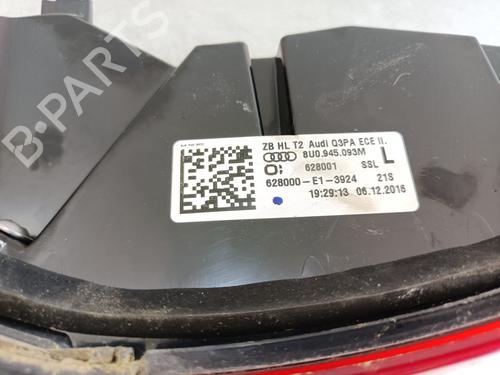 B-PARTS
ZB HL T2 Audi Q3PA ECE II.
8U0.945.093M
L
628001
SSL
628000-E1-3924
21S
19:29:13 06.12.2016